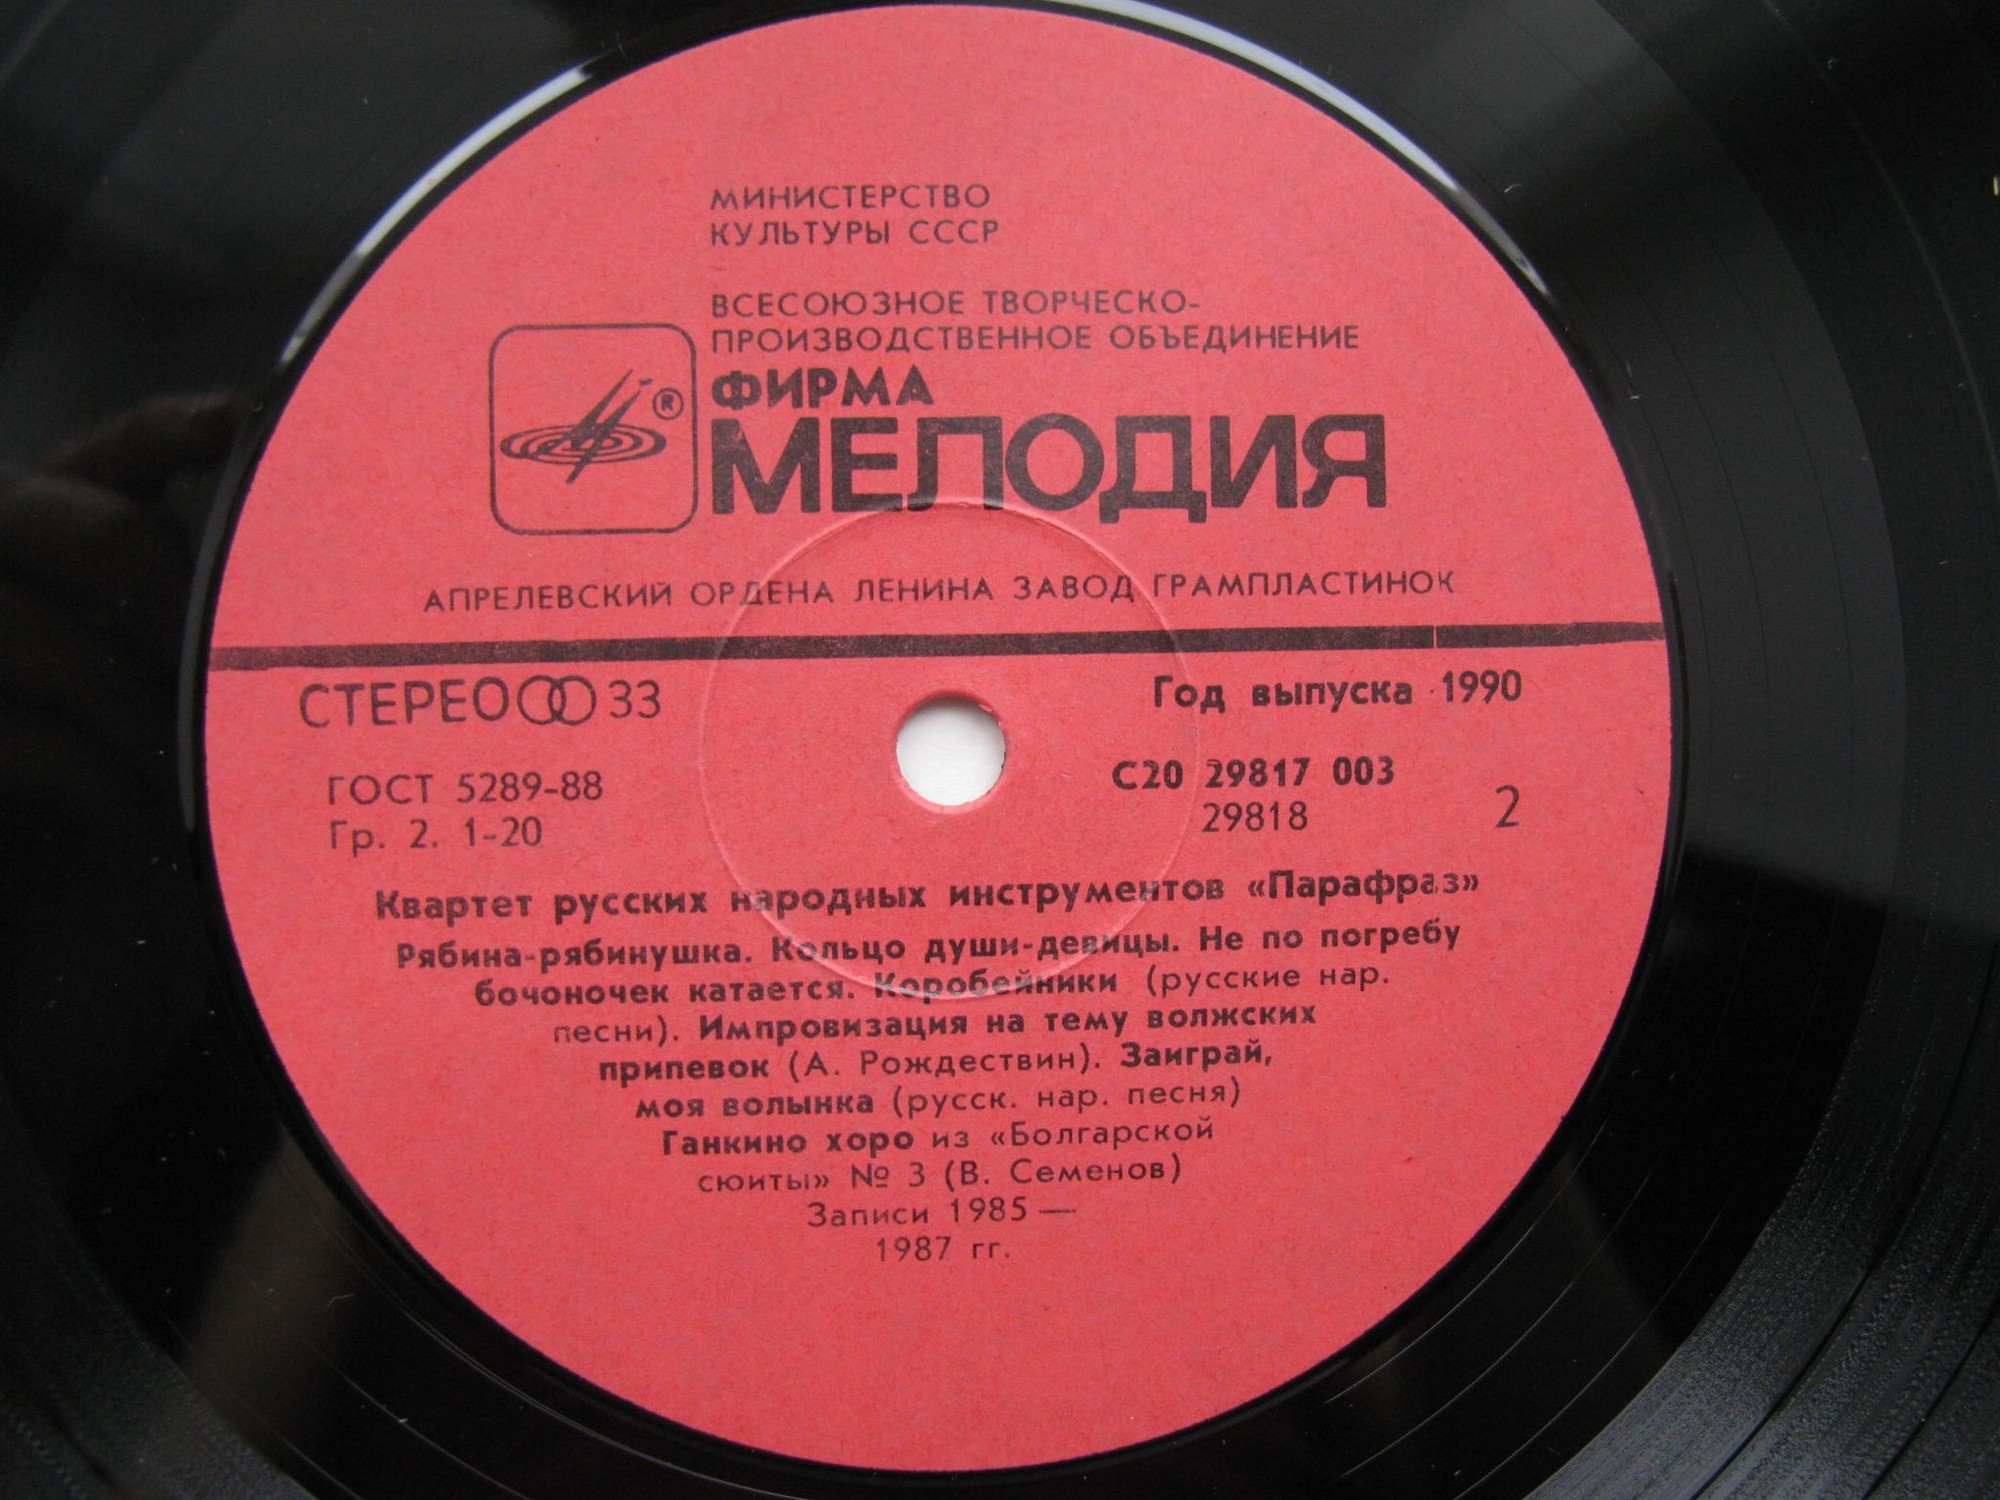 МИНИСТЕРСТВО
КУЛЬТУРЫ СССР
ВСЕСОЮЗНОЕ ТВОРЧЕСКО-
ПРОИЗВОДСТВЕННОЕ ОБЪЕДИНЕНИЕ
ФИРМА
®
МЕЛОДИЯ
АПРЕЛЕВСКИЙ ОРДЕНА ЛЕНИНА ЗАВОД ГРАМПЛАСТИНОК
СТЕРЕО 33
Год выпуска 1990
ГОСТ 5289-88
Гр. 2. 1-20
С20 29817 003
29818
2
Квартет русских народных инструментов «Парафраз»
Рябина-рябинушка. Кольцо души-девицы. Не по погребу
бочоночек катается. Коробейники (русские нар.
песни). Импровизация на тему волжских
припевок (А. Рождествин). Заиграй,
моя волынка (русск. нар. песня)
Ганкино хоро из «Болгарской
сюиты» № 3 (В. Семенов)
Записи 1985 —
1987 гг.